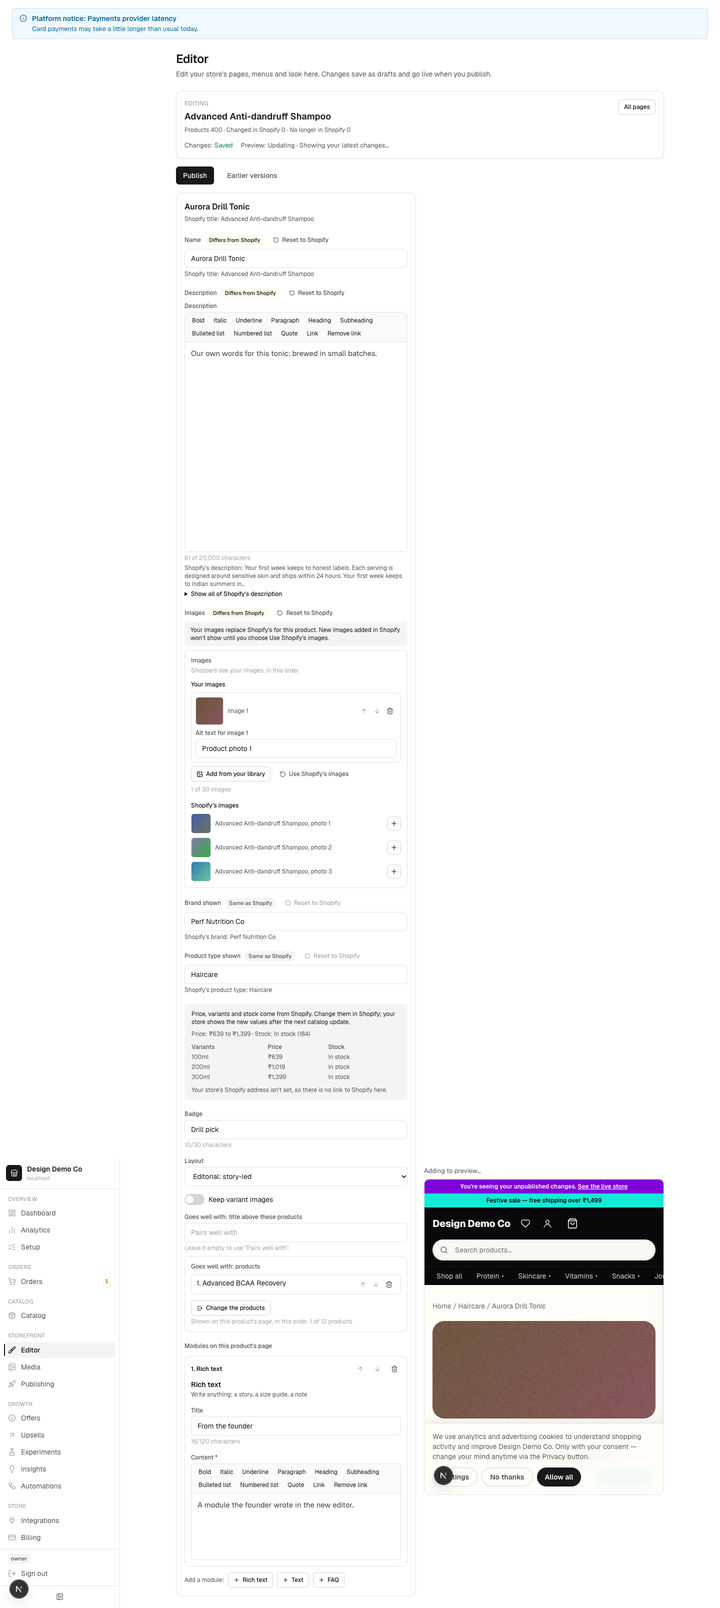 Platform notice: Payments provider latency
Card payments may take a little longer than usual today.
Editor
Edit your store's pages, menus and look here. Changes save as drafts and go live when you publish.
EDITING
Advanced Anti-dandruff Shampoo
Products 400 · Changed in Shopify 0 · No longer in Shopify 0
Changes: Saved Preview: Updating · Showing your latest changes…
All pages
Publish
Earlier versions
Aurora Drill Tonic
Shopify title: Advanced Anti-dandruff Shampoo
Name Differs from Shopify Reset to Shopify
Aurora Drill Tonic
Shopify title: Advanced Anti-dandruff Shampoo
Description Differs from Shopify Reset to Shopify
Description
Bold Italic Underline Paragraph Heading Subheading
Bulleted list Numbered list Quote Link Remove link
Our own words for this tonic: brewed in small batches.
61 of 20,000 characters
Shopify's description: Your first week keeps to honest labels. Each serving is
designed around sensitive skin and ships within 24 hours. Your first week keeps
to Indian summers in…
Show all of Shopify's description
Images Differs from Shopify Reset to Shopify
Your images replace Shopify's for this product. New images added in Shopify
won't show until you choose Use Shopify's images.
Images
Shoppers see your images, in this order.
Your images
Image 1
Alt text for image 1
Product photo 1
Add from your library Use Shopify's images
1 of 30 images
Shopify's images
Advanced Anti-dandruff Shampoo, photo 1
Advanced Anti-dandruff Shampoo, photo 2
Advanced Anti-dandruff Shampoo, photo 3
Brand shown Same as Shopify Reset to Shopify
Perf Nutrition Co
Shopify's brand: Perf Nutrition Co
Product type shown Same as Shopify Reset to Shopify
Haircare
Shopify's product type: Haircare
Price, variants and stock come from Shopify. Change them in Shopify; your
store shows the new values after the next catalog update.
Price: ₹639 to ₹1,399 · Stock: In stock (184)
Variants Price Stock
100ml ₹639 In stock
200ml ₹1,019 In stock
300ml ₹1,399 In stock
Your store's Shopify address isn't set, so there is no link to Shopify here.
Badge
Drill pick
10/30 characters
Layout
Editorial: story-led
Keep variant images
Goes well with: title above these products
Pairs well with
Leave it empty to use "Pairs well with".
Goes well with: products
1. Advanced BCAA Recovery
Change the products
Shown on this product's page, in this order. 1 of 12 products
Modules on this product's page
1. Rich text
Rich text
Write anything: a story, a size guide, a note
Title
From the founder
16/120 characters
Content *
Bold Italic Underline Paragraph Heading Subheading
Bulleted list Numbered list Quote Link Remove link
A module the founder wrote in the new editor.
Add a module: Rich text Text FAQ
Design Demo Co
localhost
OVERVIEW
Dashboard
Analytics
Setup
ORDERS
Orders 1
CATALOG
Catalog
STOREFRONT
Editor
Media
Publishing
GROWTH
Offers
Upsells
Experiments
Insights
Automations
STORE
Integrations
Billing
owner
Sign out
N
Adding to preview…
You're seeing your unpublished changes. See the live store
Festive sale — free shipping over ₹1,499
Design Demo Co
Search products…
Shop all Protein Skincare Vitamins Snacks
Home / Haircare / Aurora Drill Tonic
We use analytics and advertising cookies to understand shopping
activity and improve Design Demo Co. Only with your consent —
change your mind anytime via the Privacy button.
N
No thanks
Allow all